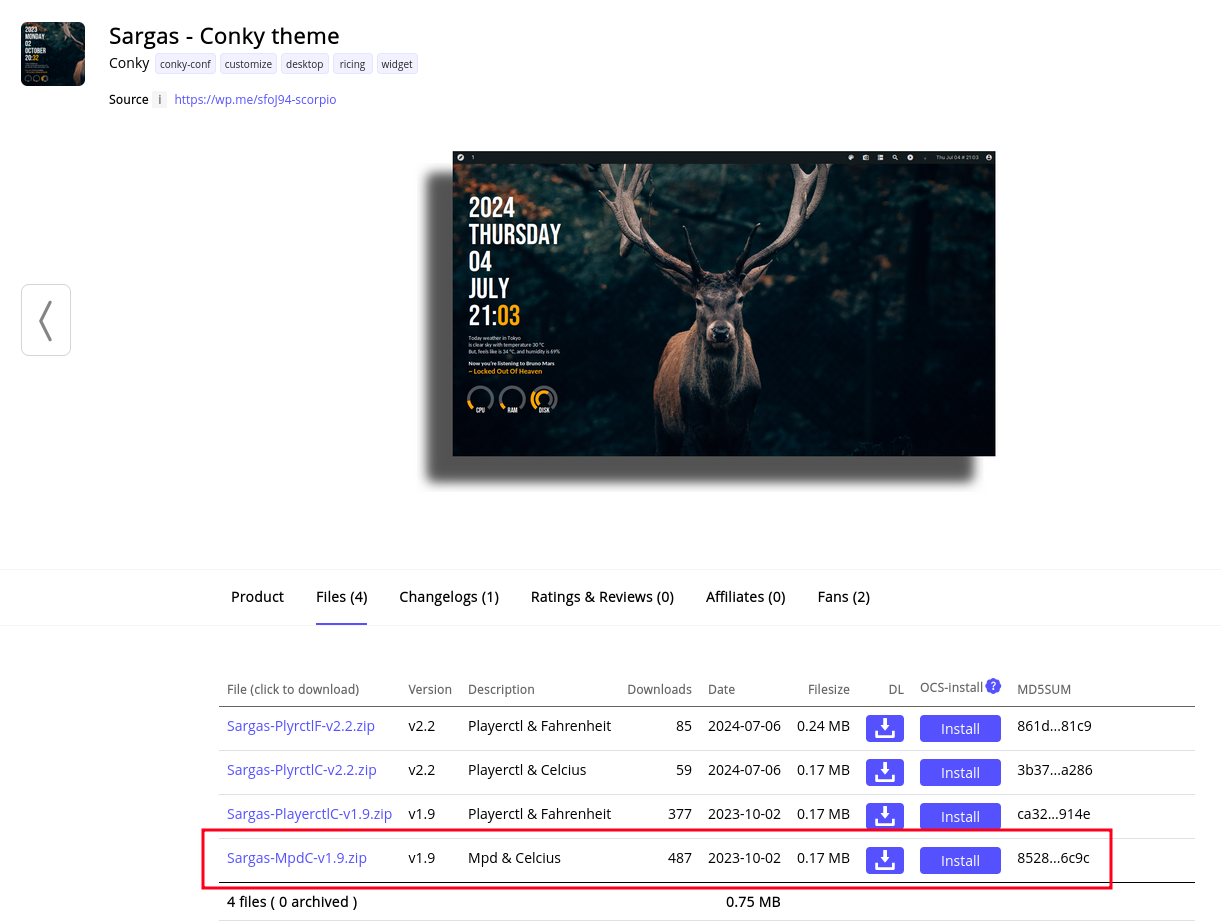 2023
MONDAY
02
OCTOBER
20:32
Sargas - Conky theme
Conky conky-conf customize desktop ricing widget
Source i https://wp.me/sfoJ94-scorpio
1 Thu Jul 04 # 21:03
2024
THURSDAY
04
JULY
21:03
Today weather in Tokyo
is clear sky with temperature 30 °C
But, feels like is 34 °C, and humidity is 69%
Now you're listening to Bruno Mars
~ Locked Out Of Heaven
CPU RAM DISK
Product Files (4) Changelogs (1) Ratings & Reviews (0) Affiliates (0) Fans (2)
File (click to download) Version Description Downloads Date Filesize DL OCS-install ? MD5SUM
Sargas-PlyrctlF-v2.2.zip v2.2 Playerctl & Fahrenheit 85 2024-07-06 0.24 MB Install 861d...81c9
Sargas-PlyrctlC-v2.2.zip v2.2 Playerctl & Celcius 59 2024-07-06 0.17 MB Install 3b37...a286
Sargas-PlayerctlC-v1.9.zip v1.9 Playerctl & Fahrenheit 377 2023-10-02 0.17 MB Install ca32...914e
Sargas-MpdC-v1.9.zip v1.9 Mpd & Celcius 487 2023-10-02 0.17 MB Install 8528...6c9c
4 files ( 0 archived ) 0.75 MB